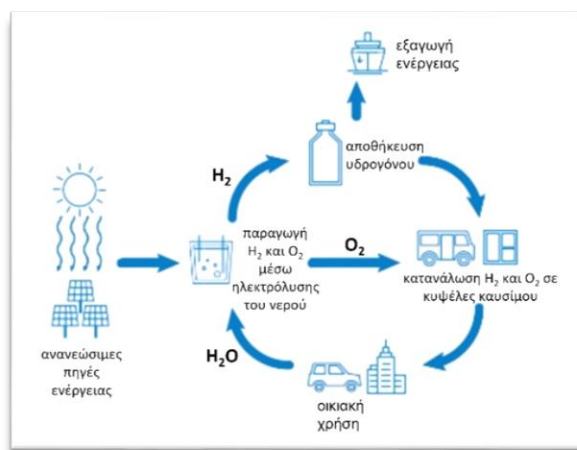 εξαγωγή
ενέργειας
αποθήκευση
υδρογόνου
H₂
παραγωγή
H₂ και O₂
μέσω
ηλεκτρόλυσης
του νερού
O₂
κατανάλωση H₂ και O₂ σε
κυψέλες καυσίμου
ανανεώσιμες
πηγές
ενέργειας
H₂O
οικιακή
χρήση